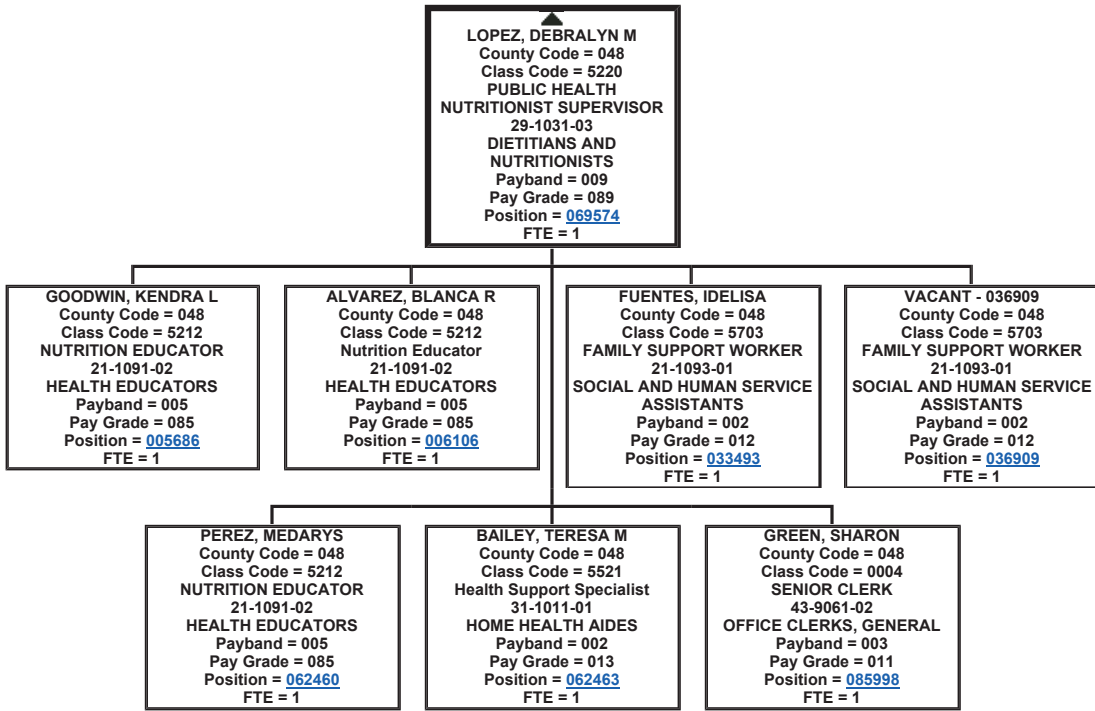 LOPEZ, DEBRALYN M
County Code = 048
Class Code = 5220
PUBLIC HEALTH
NUTRITIONIST SUPERVISOR
29-1031-03
DIETITIANS AND
NUTRITIONISTS
Payband = 009
Pay Grade = 089
Position = 069574
FTE = 1
GOODWIN, KENDRA L
County Code = 048
Class Code = 5212
NUTRITION EDUCATOR
21-1091-02
HEALTH EDUCATORS
Payband = 005
Pay Grade = 085
Position = 005686
FTE = 1
ALVAREZ, BLANCA R
County Code = 048
Class Code = 5212
Nutrition Educator
21-1091-02
HEALTH EDUCATORS
Payband = 005
Pay Grade = 085
Position = 006106
FTE = 1
FUENTES, IDELISA
County Code = 048
Class Code = 5703
FAMILY SUPPORT WORKER
21-1093-01
SOCIAL AND HUMAN SERVICE
ASSISTANTS
Payband = 002
Pay Grade = 012
Position = 033493
FTE = 1
VACANT - 036909
County Code = 048
Class Code = 5703
FAMILY SUPPORT WORKER
21-1093-01
SOCIAL AND HUMAN SERVICE
ASSISTANTS
Payband = 002
Pay Grade = 012
Position = 036909
FTE = 1
PEREZ, MEDARYS
County Code = 048
Class Code = 5212
NUTRITION EDUCATOR
21-1091-02
HEALTH EDUCATORS
Payband = 005
Pay Grade = 085
Position = 062460
FTE = 1
BAILEY, TERESA M
County Code = 048
Class Code = 5521
Health Support Specialist
31-1011-01
HOME HEALTH AIDES
Payband = 002
Pay Grade = 013
Position = 062463
FTE = 1
GREEN, SHARON
County Code = 048
Class Code = 0004
SENIOR CLERK
43-9061-02
OFFICE CLERKS, GENERAL
Payband = 003
Pay Grade = 011
Position = 085998
FTE = 1